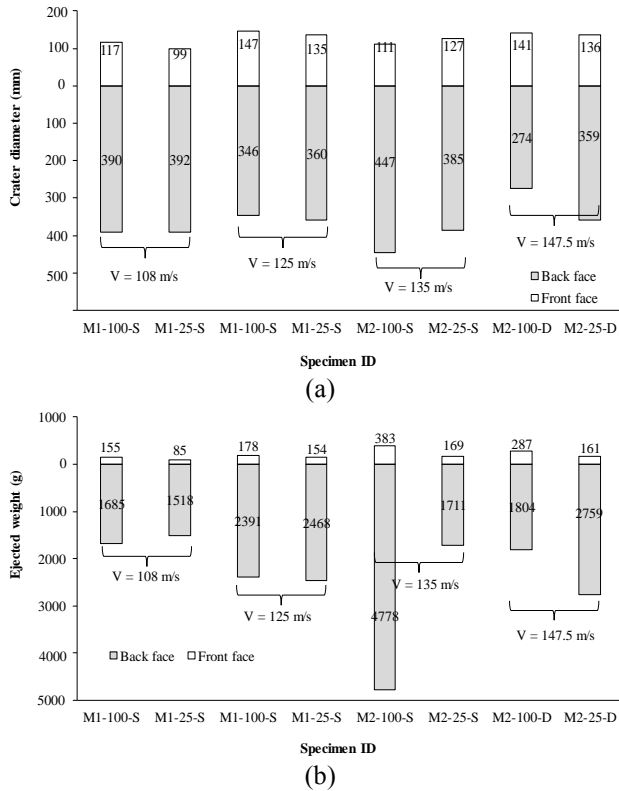 200
100
0
100
200
300
400
500
Crater diameter (mm)
117
99
147
135
111
127
141
136
390
392
346
360
447
385
274
359
V = 108 m/s
V = 125 m/s
V = 135 m/s
V = 147.5 m/s
Back face
Front face
M1-100-S M1-25-S M1-100-S M1-25-S M2-100-S M2-25-S M2-100-D M2-25-D
Specimen ID
(a)
1000
0
1000
2000
3000
4000
5000
Ejected weight (g)
155
85
178
154
383
169
287
161
1685
1518
2391
2468
4778
1711
1804
2759
V = 108 m/s
V = 125 m/s
V = 135 m/s
V = 147.5 m/s
Back face Front face
M1-100-S M1-25-S M1-100-S M1-25-S M2-100-S M2-25-S M2-100-D M2-25-D
Specimen ID
(b)